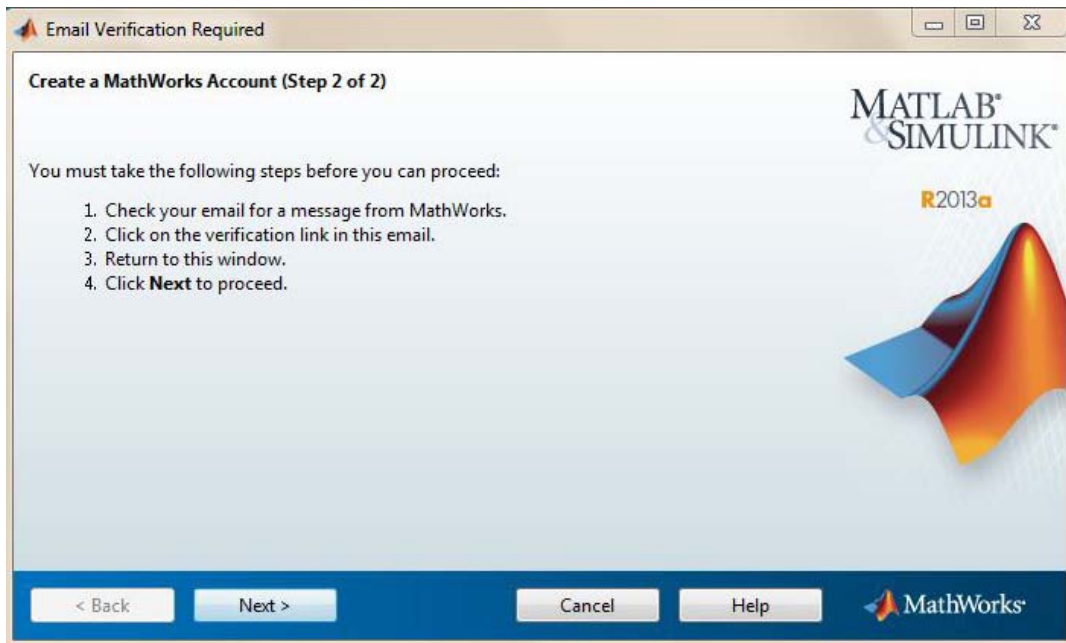 Email Verification Required
Create a MathWorks Account (Step 2 of 2)
MATLAB®
&SIMULINK®
You must take the following steps before you can proceed:
R2013a
1. Check your email for a message from MathWorks.
2. Click on the verification link in this email.
3. Return to this window.
4. Click Next to proceed.
< Back
Next >
Cancel
Help
MathWorks®